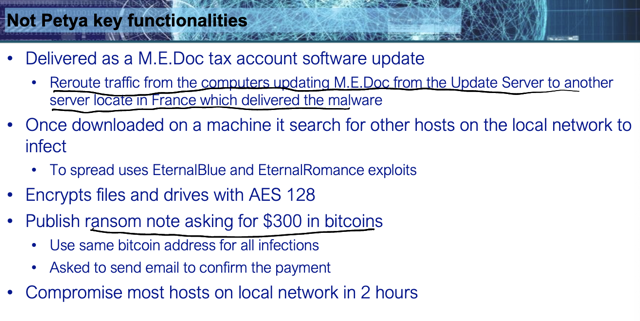 Not Petya key functionalities
• Delivered as a M.E.Doc tax account software update
• Reroute traffic from the computers updating M.E.Doc from the Update Server to another
server locate in France which delivered the malware
• Once downloaded on a machine it search for other hosts on the local network to
infect
• To spread uses EternalBlue and EternalRomance exploits
• Encrypts files and drives with AES 128
• Publish ransom note asking for $300 in bitcoins
• Use same bitcoin address for all infections
• Asked to send email to confirm the payment
• Compromise most hosts on local network in 2 hours